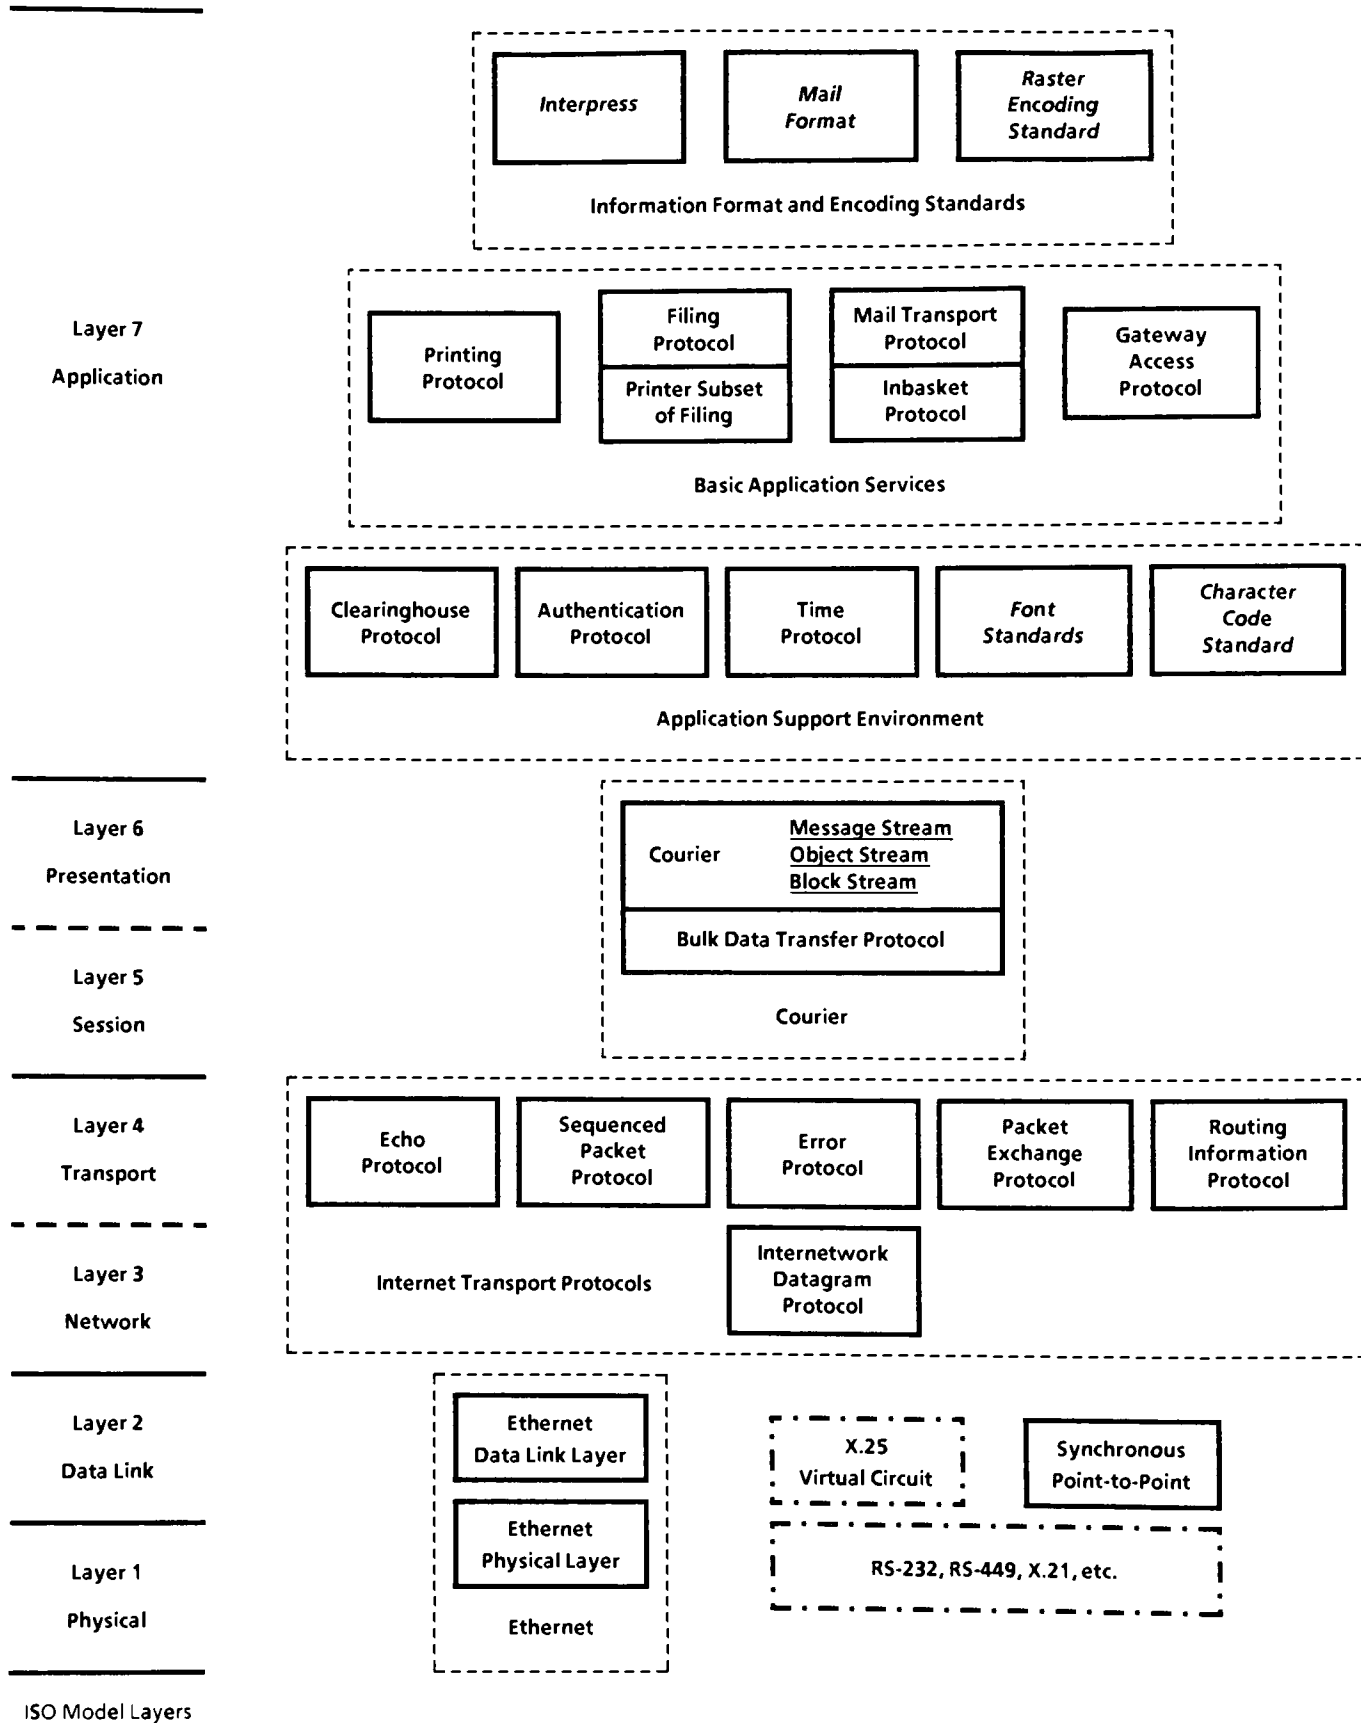 Interpress
Mail
Format
Raster
Encoding
Standard
Information Format and Encoding Standards
Layer 7
Application
Printing
Protocol
Filing
Protocol
Printer Subset
of Filing
Mail Transport
Protocol
Inbasket
Protocol
Gateway
Access
Protocol
Basic Application Services
Clearinghouse
Protocol
Authentication
Protocol
Time
Protocol
Font
Standards
Character
Code
Standard
Application Support Environment
Layer 6
Presentation
Courier
Message Stream
Object Stream
Block Stream
Bulk Data Transfer Protocol
Layer 5
Session
Courier
Layer 4
Transport
Echo
Protocol
Sequenced
Packet
Protocol
Error
Protocol
Packet
Exchange
Protocol
Routing
Information
Protocol
Layer 3
Network
Internet Transport Protocols
Internetwork
Datagram
Protocol
Layer 2
Data Link
Ethernet
Data Link Layer
X.25
Virtual Circuit
Synchronous
Point-to-Point
Layer 1
Physical
Ethernet
Physical Layer
RS-232, RS-449, X.21, etc.
Ethernet
ISO Model Layers